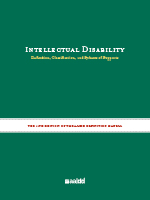 INTELLECTUAL DISABILITY
Definition, Classification, and Systems of Supports
THE 11TH EDITION OF THE AAIDD DEFINITION MANUAL
aaidd